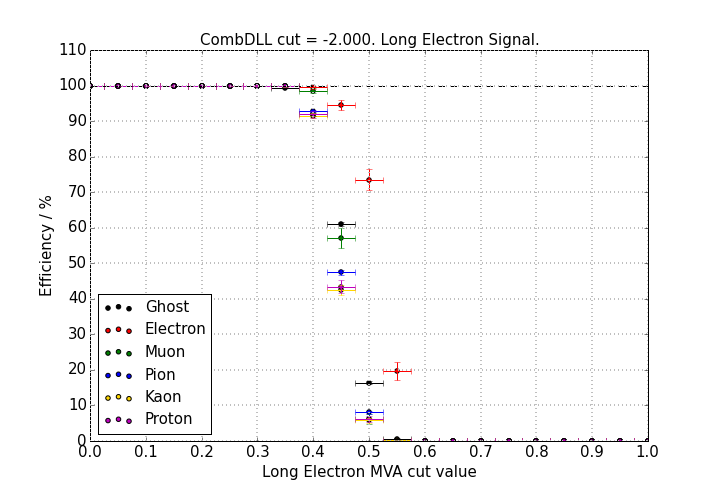 CombDLL cut = -2.000. Long Electron Signal.
110
100
90
80
70
60
50
40
30
20
10
0
Efficiency / %
Ghost
Electron
Muon
Pion
Kaon
Proton
0.0 0.1 0.2 0.3 0.4 0.5 0.6 0.7 0.8 0.9 1.0
Long Electron MVA cut value